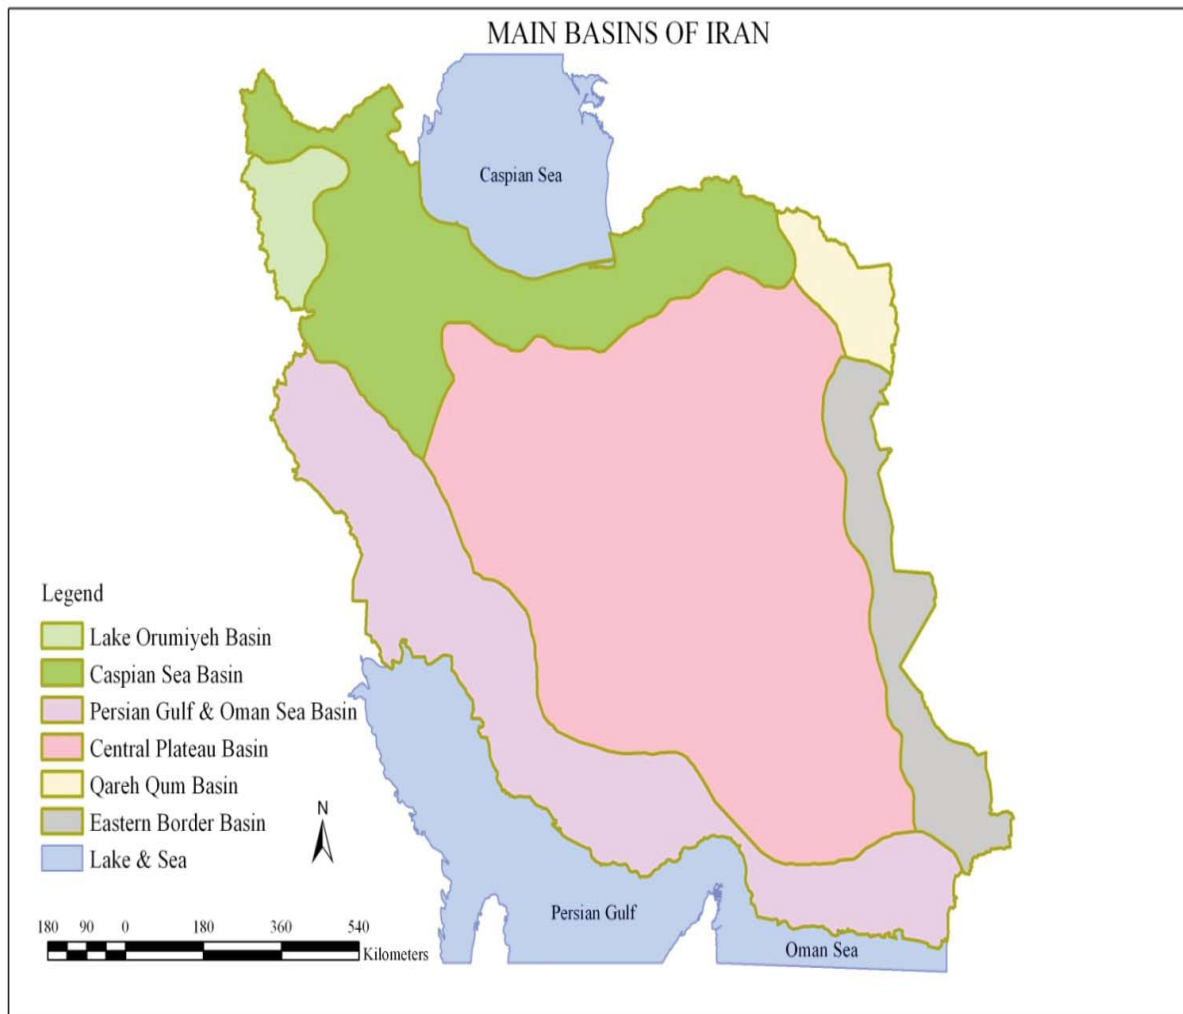 MAIN BASINS OF IRAN
Caspian Sea
Legend
Lake Orumiyeh Basin
Caspian Sea Basin
Persian Gulf & Oman Sea Basin
Central Plateau Basin
Qareh Qum Basin
Eastern Border Basin
Lake & Sea
N
Persian Gulf
Oman Sea
180 90 0 180 360 540
Kilometers